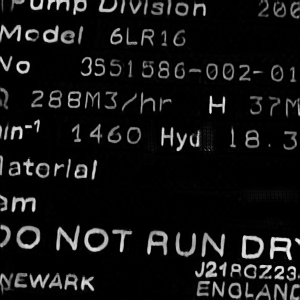 Pump Division 200
Model 6LR16
No 3551586-002-01
Q 288M3/hr H 37M
min-1 1460 Hyd 18.3
Material
DO NOT RUN DRY
NEWARK
ENGLAND